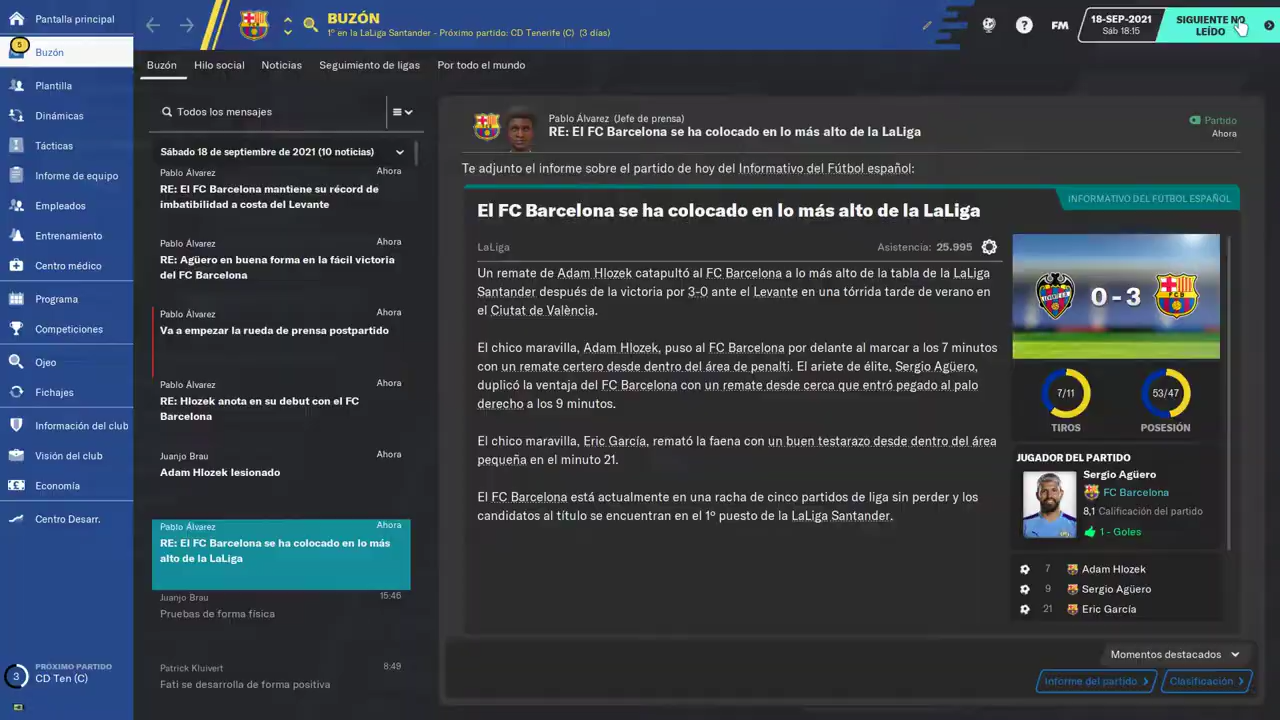 Pantalla principal
5
Buzón
Plantilla
Dinámicas
Tácticas
Informe de equipo
Empleados
Entrenamiento
Centro médico
Programa
Competiciones
Ojeo
Fichajes
Información del club
Visión del club
Economía
Centro Desarr.
PRÓXIMO PARTIDO
3
CD Ten (C)
BUZÓN
1º en la LaLiga Santander - Próximo partido: CD Tenerife (C) (3 días)
?
FM
18-SEP-2021
Sáb 18:15
SIGUIENTE NO
LEÍDO
Buzón
Hilo social
Noticias
Seguimiento de ligas
Por todo el mundo
Todos los mensajes
Sábado 18 de septiembre de 2021 (10 noticias)
Pablo Álvarez
Ahora
RE: El FC Barcelona mantiene su récord de
imbatibilidad a costa del Levante
Pablo Álvarez
Ahora
RE: Agüero en buena forma en la fácil victoria
del FC Barcelona
Pablo Álvarez
Ahora
Va a empezar la rueda de prensa postpartido
Pablo Álvarez
Ahora
RE: Hlozek anota en su debut con el FC
Barcelona
Juanjo Brau
Ahora
Adam Hlozek lesionado
Pablo Álvarez
Ahora
RE: El FC Barcelona se ha colocado en lo más
alto de la LaLiga
Juanjo Brau
15:46
Pruebas de forma física
Patrick Kluivert
8:49
Fati se desarrolla de forma positiva
Pablo Álvarez (Jefe de prensa)
RE: El FC Barcelona se ha colocado en lo más alto de la LaLiga
Partido
Ahora
Te adjunto el informe sobre el partido de hoy del Informativo del Fútbol español:
INFORMATIVO DEL FÚTBOL ESPAÑOL
El FC Barcelona se ha colocado en lo más alto de la LaLiga
LaLiga
Asistencia: 25.995
Un remate de Adam Hlozek catapultó al FC Barcelona a lo más alto de la tabla de la LaLiga
Santander después de la victoria por 3-0 ante el Levante en una tórrida tarde de verano en
el Ciutat de València.
El chico maravilla, Adam Hlozek, puso al FC Barcelona por delante al marcar a los 7 minutos
con un remate certero desde dentro del área de penalti. El ariete de élite, Sergio Agüero,
duplicó la ventaja del FC Barcelona con un remate desde cerca que entró pegado al palo
derecho a los 9 minutos.
El chico maravilla, Eric García, remató la faena con un buen testarazo desde dentro del área
pequeña en el minuto 21.
El FC Barcelona está actualmente en una racha de cinco partidos de liga sin perder y los
candidatos al título se encuentran en el 1º puesto de la LaLiga Santander.
0 - 3
7/11
TIROS
53/47
POSESIÓN
JUGADOR DEL PARTIDO
Sergio Agüero
FC Barcelona
8,1 Calificación del partido
1 - Goles
7 Adam Hlozek
9 Sergio Agüero
21 Eric García
Momentos destacados
Informe del partido
Clasificación